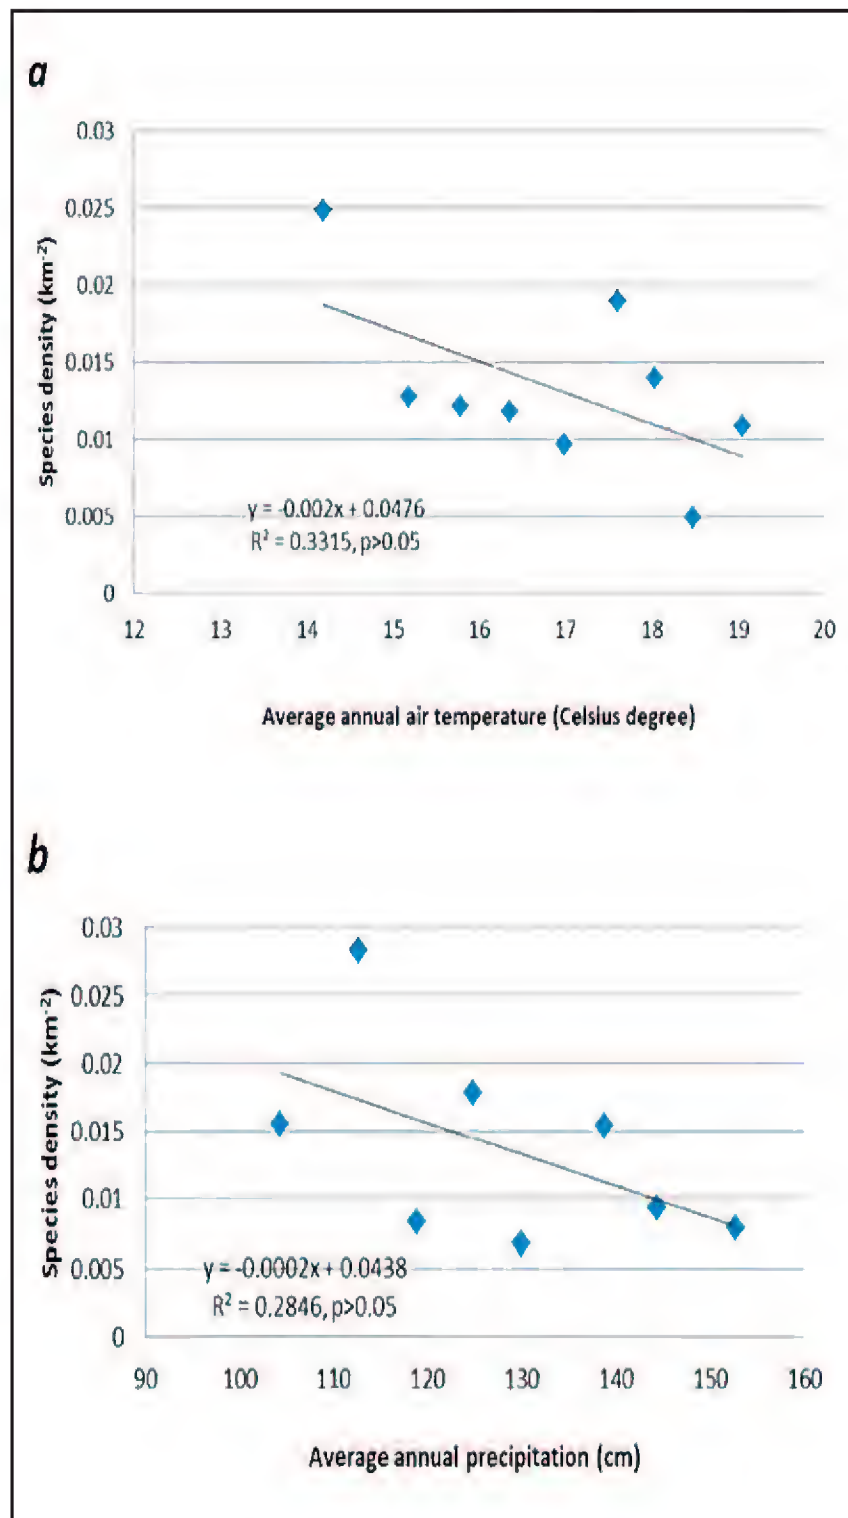 a
0.03
0.025
0.02
0.015
0.01
0.005
0
Species density (km⁻²)
y = -0.002x + 0.0476
R² = 0.3315, p>0.05
12 13 14 15 16 17 18 19 20
Average annual air temperature (Celsius degree)
b
0.03
0.025
0.02
0.015
0.01
0.005
0
Species density (km⁻²)
y = -0.0002x + 0.0438
R² = 0.2846, p>0.05
90 100 110 120 130 140 150 160
Average annual precipitation (cm)